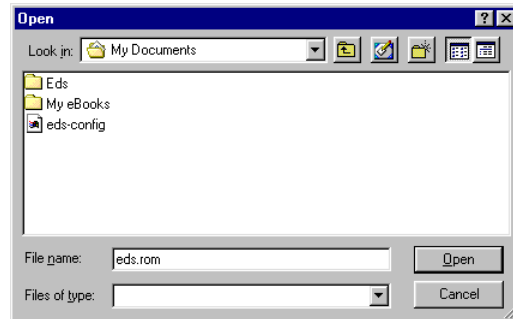 Open
Look in: My Documents
Eds
My eBooks
eds-config
File name: eds.rom Open
Files of type: Cancel